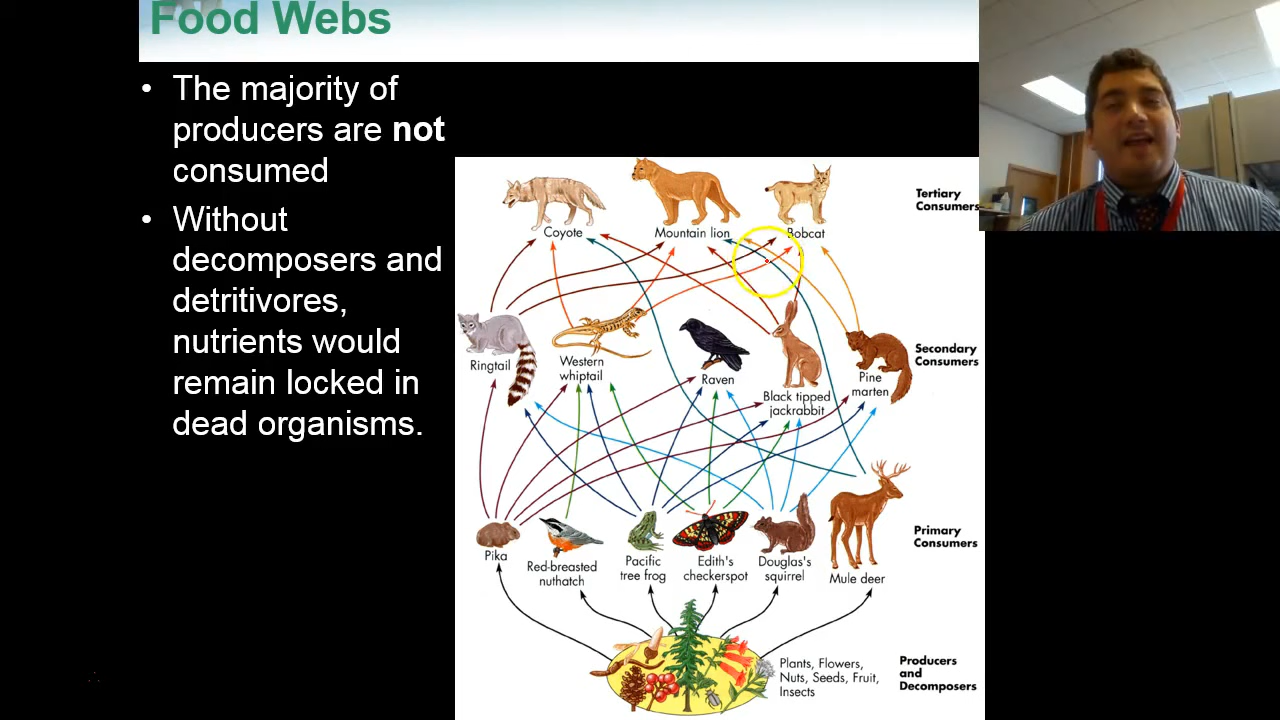 Food Webs
• The majority of
producers are not
consumed
• Without
decomposers and
detritivores,
nutrients would
remain locked in
dead organisms.
Tertiary
Consumers
Coyote
Mountain lion
Bobcat
Secondary
Consumers
Ringtail
Western
whiptail
Raven
Black tipped
jackrabbit
Pine
marten
Primary
Consumers
Pika
Red-breasted
nuthatch
Pacific
tree frog
Edith's
checkerspot
Douglas's
squirrel
Mule deer
Plants, Flowers,
Nuts, Seeds, Fruit,
Insects
Producers
and
Decomposers